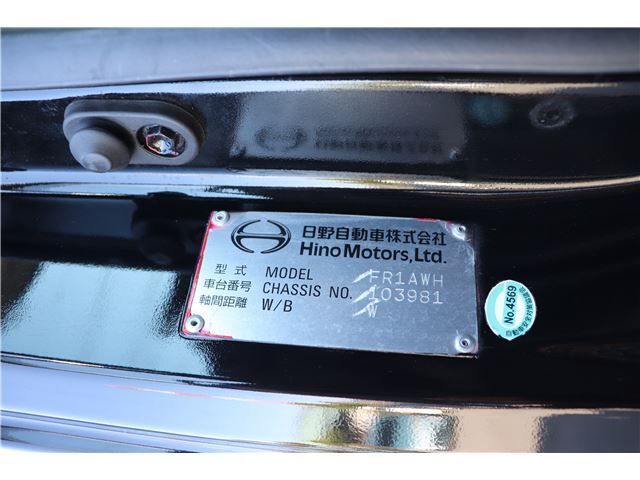 日野自動車株式会社
Hino Motors, Ltd.
型式 MODEL FR1AWH
車台番号 CHASSIS NO. 103981
軸間距離 W/B W
No.4569